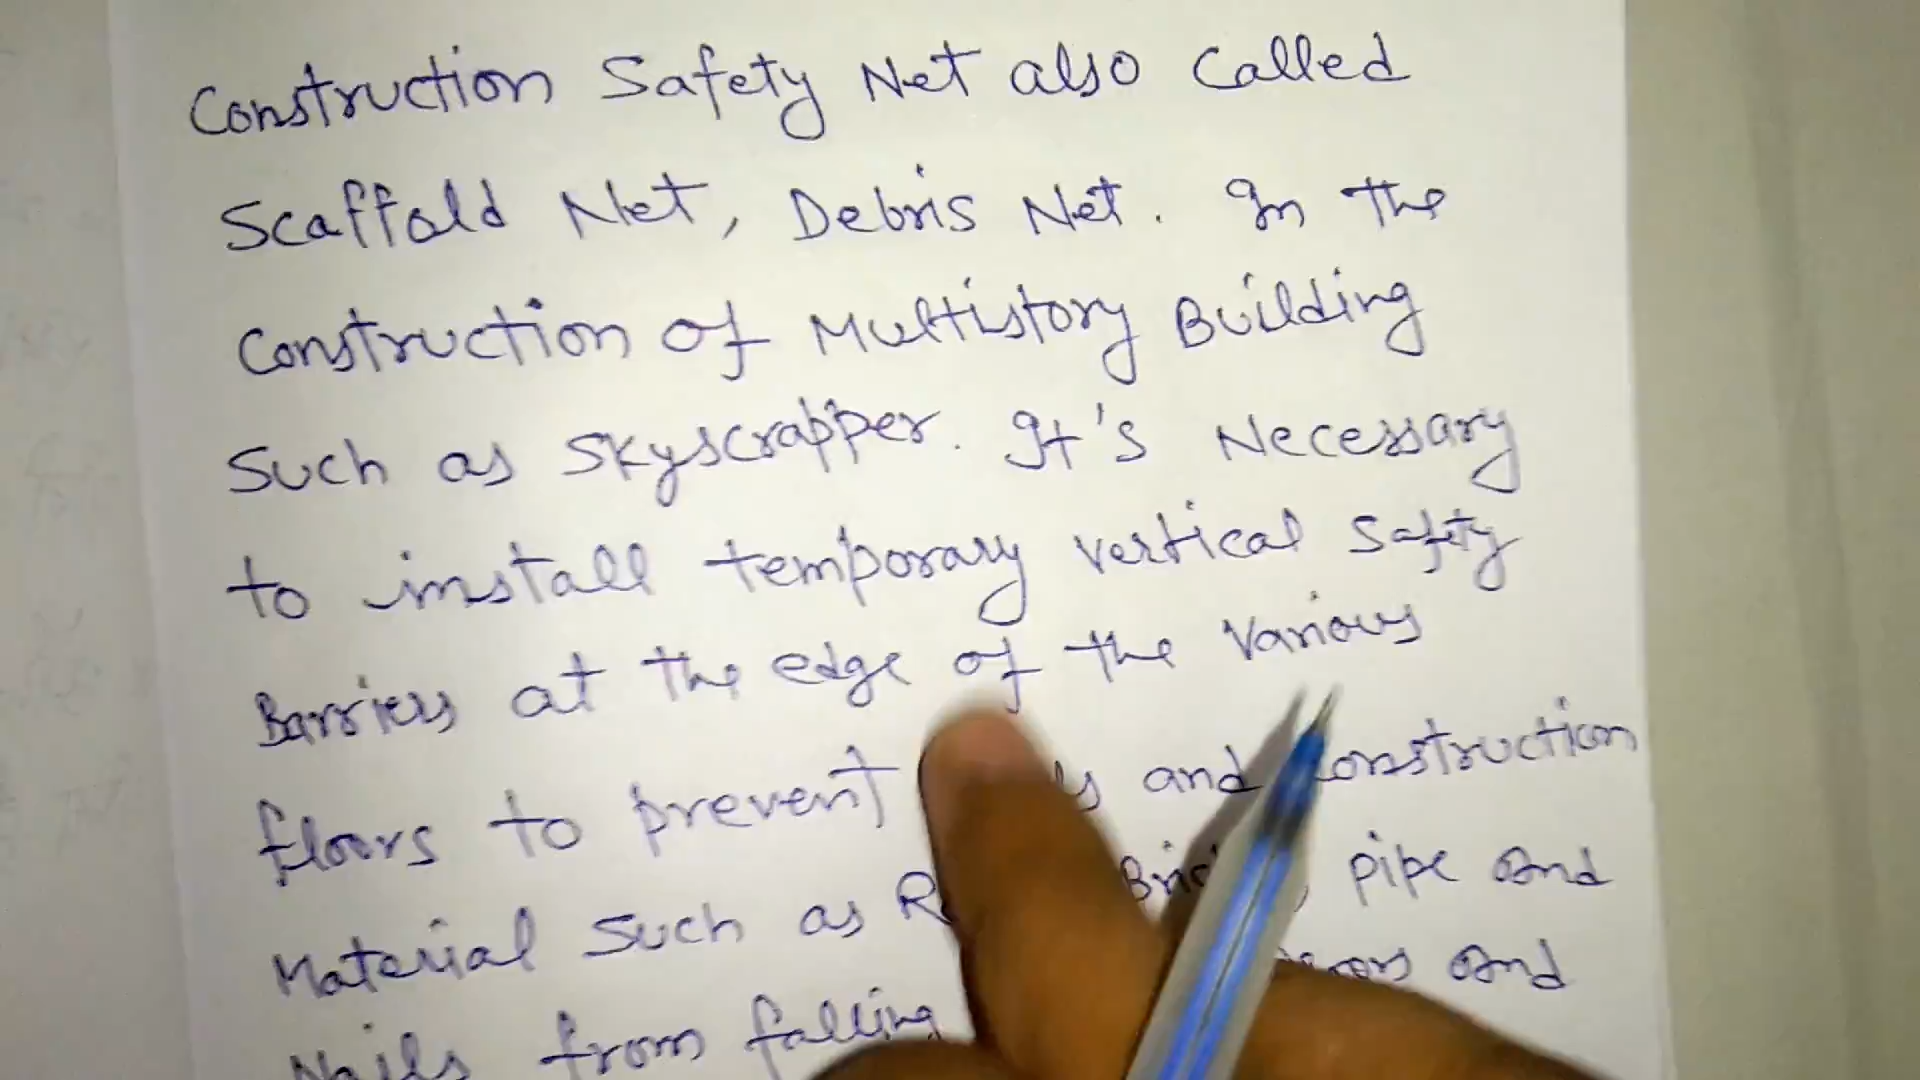 Construction Safety Net also called
Scaffold Net, Debris Net. In the
Construction of Multistory Building
Such as Skyscrapper. It's Necessary
to install temporary vertical Safety
Barriers at the edge of the various
floors to prevent and construction
Material Such as pipe and
Nails from falling and